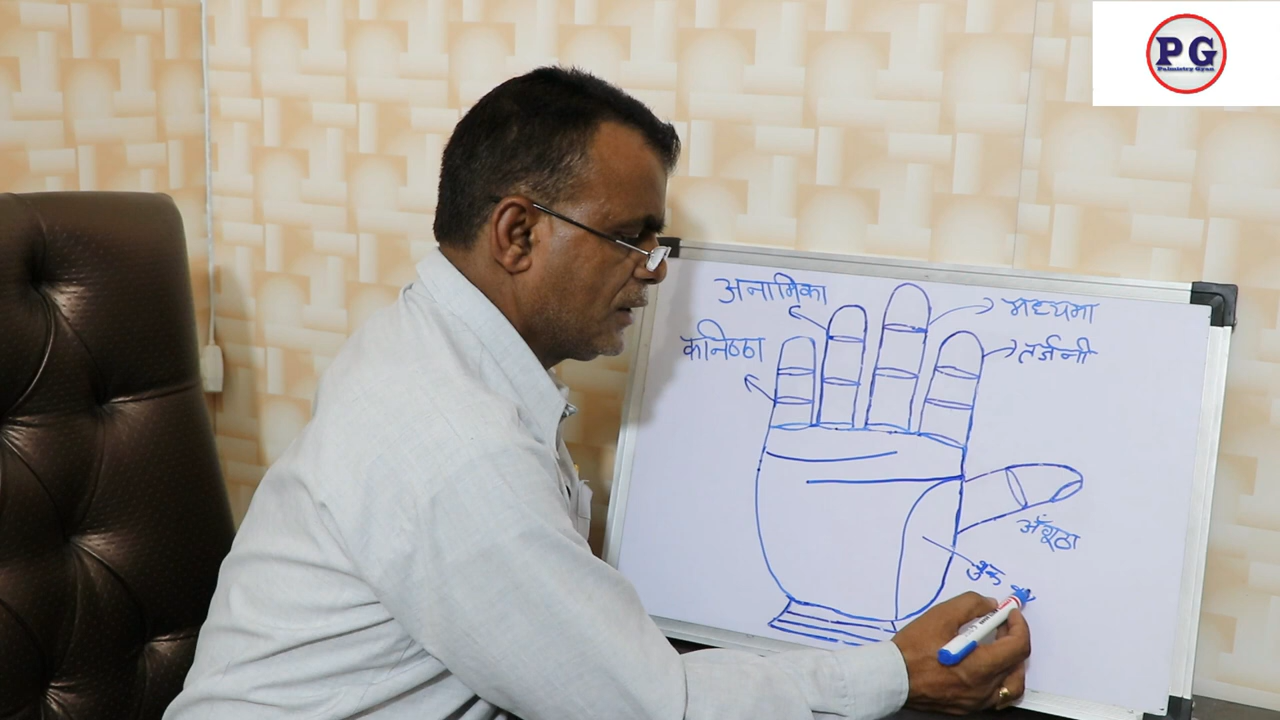 PG
Palmistry Gyan
अनामिका
मध्यमा
कनिष्ठा
तर्जनी
अँगूठा
शुक्र